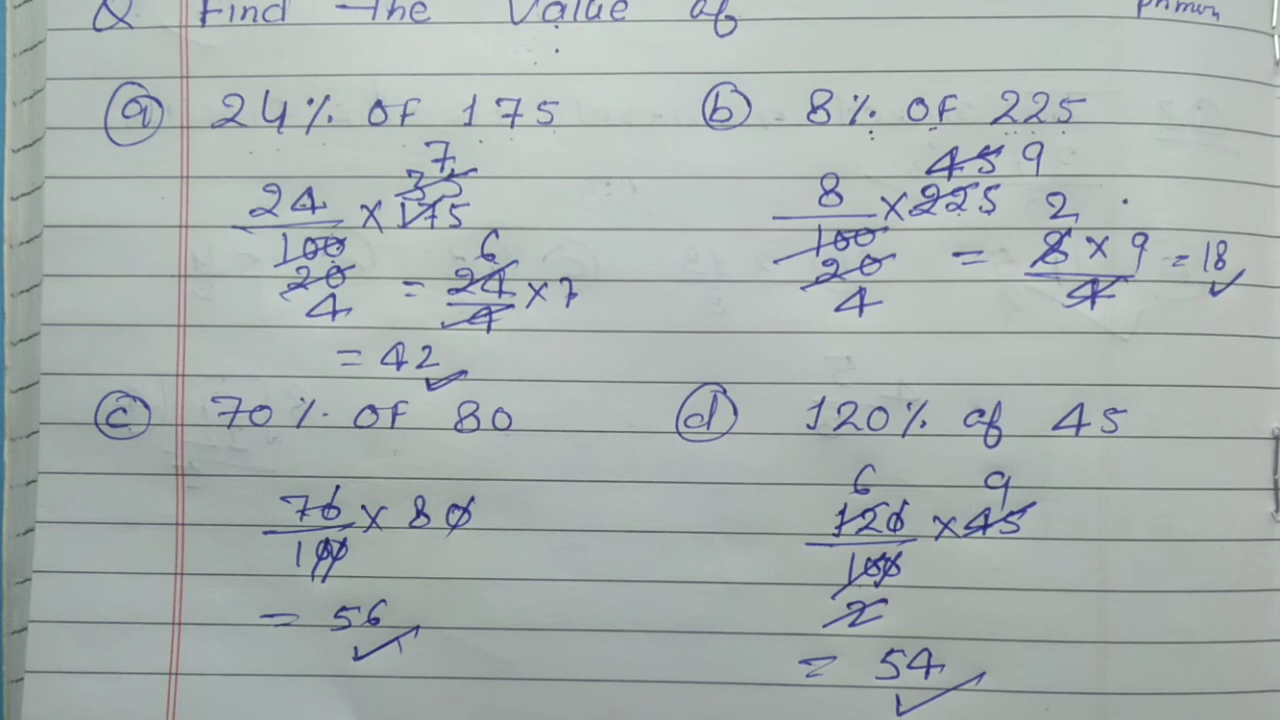 Q Find The Value of
(a) 24% OF 175
7
35
24/100 × 175
20
4
= 24/4 × 7
6
= 42
(b) 8% OF 225
45 9
8/100 × 225
20
4
2
= 8 × 9/4 = 18
(c) 70% OF 80
70/100 × 80
= 56
(d) 120% of 45
6 9
120/100 × 45
2
= 54